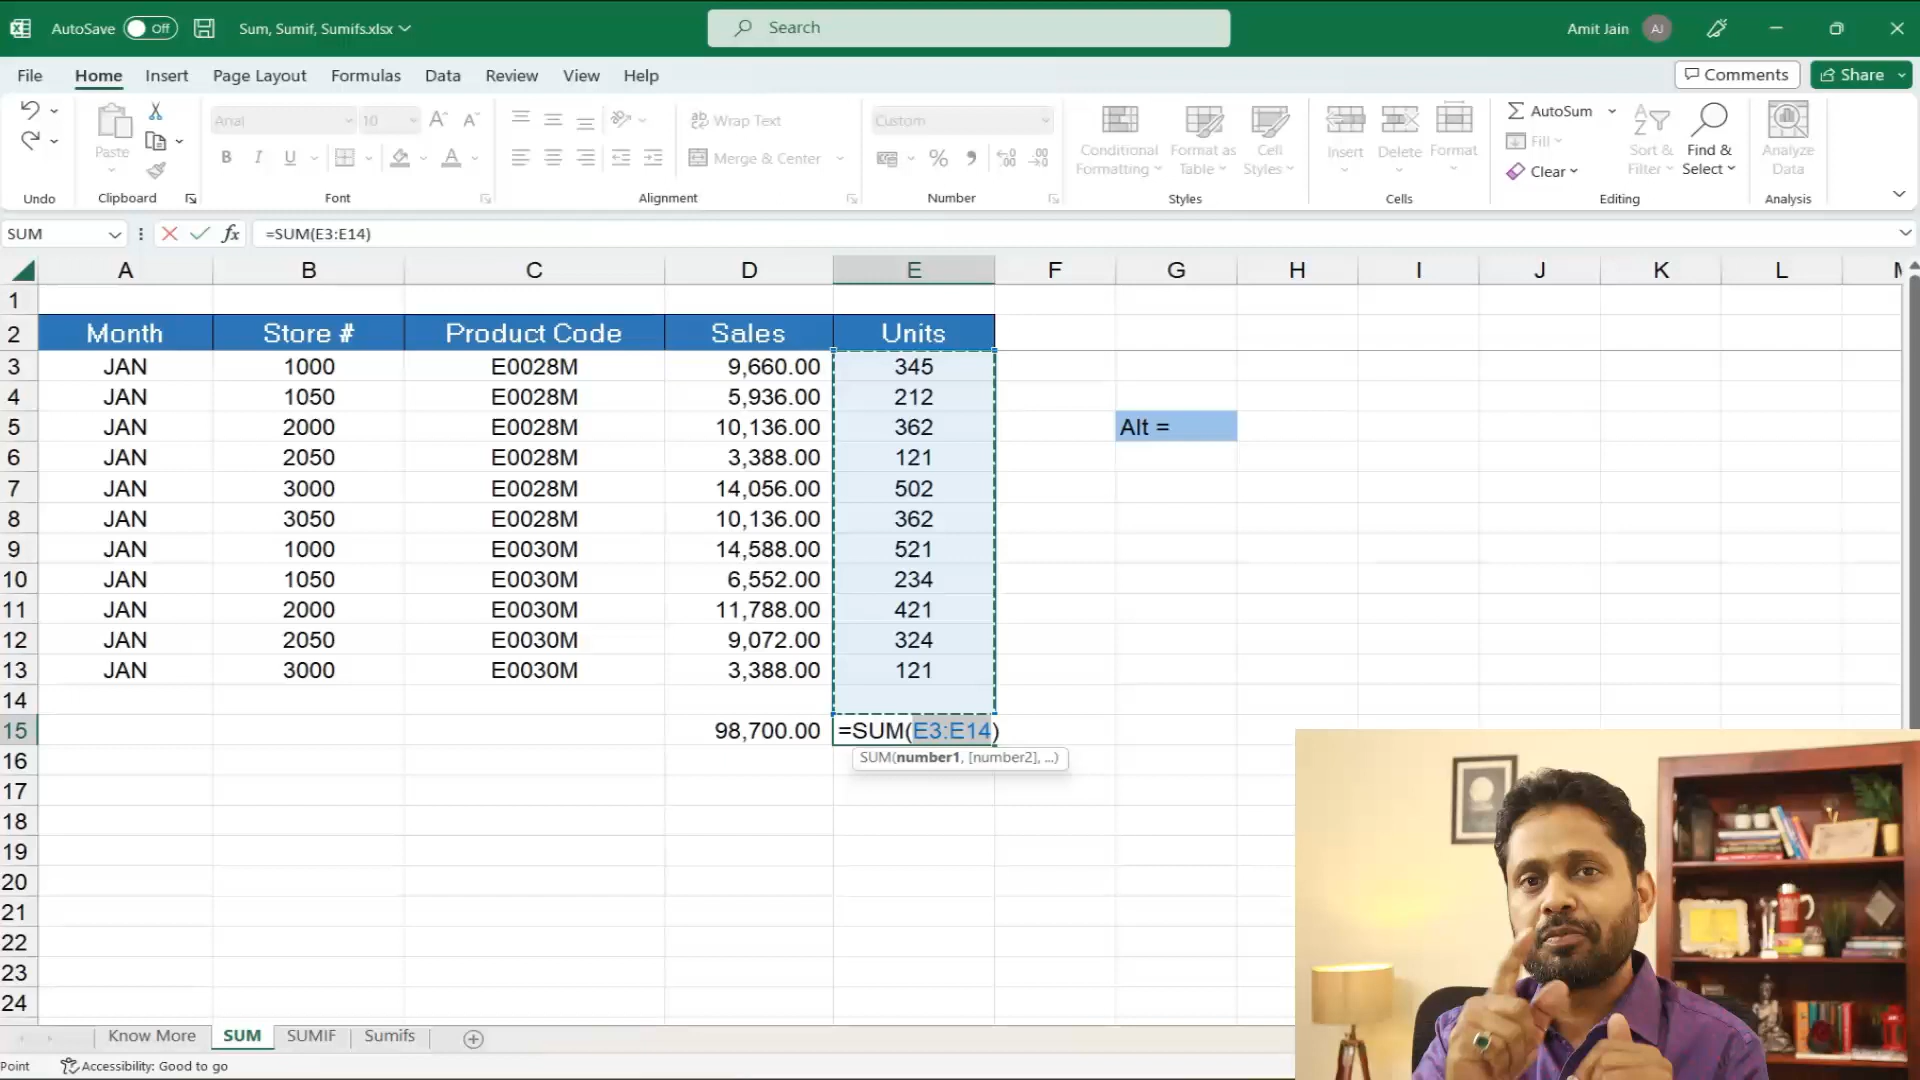 AutoSave Off Sum, Sumif, Sumifs.xlsx Search Amit Jain AJ
File Home Insert Page Layout Formulas Data Review View Help Comments Share
Arial 10 Wrap Text Custom AutoSum
Paste B I U Merge & Center % Conditional Formatting Format as Table Cell Styles Insert Delete Format Fill Sort & Filter Find & Select Analyze Data
Clear
Undo Clipboard Font Alignment Number Styles Cells Editing Analysis
SUM fx =SUM(E3:E14)
A B C D E F G H I J K L
1
2 Month Store # Product Code Sales Units
3 JAN 1000 E0028M 9,660.00 345
4 JAN 1050 E0028M 5,936.00 212
5 JAN 2000 E0028M 10,136.00 362 Alt =
6 JAN 2050 E0028M 3,388.00 121
7 JAN 3000 E0028M 14,056.00 502
8 JAN 3050 E0028M 10,136.00 362
9 JAN 1000 E0030M 14,588.00 521
10 JAN 1050 E0030M 6,552.00 234
11 JAN 2000 E0030M 11,788.00 421
12 JAN 2050 E0030M 9,072.00 324
13 JAN 3000 E0030M 3,388.00 121
14
15 98,700.00 =SUM(E3:E14)
16 SUM(number1, [number2], ...)
17
18
19
20
21
22
23
24
Know More SUM SUMIF Sumifs
Point Accessibility: Good to go